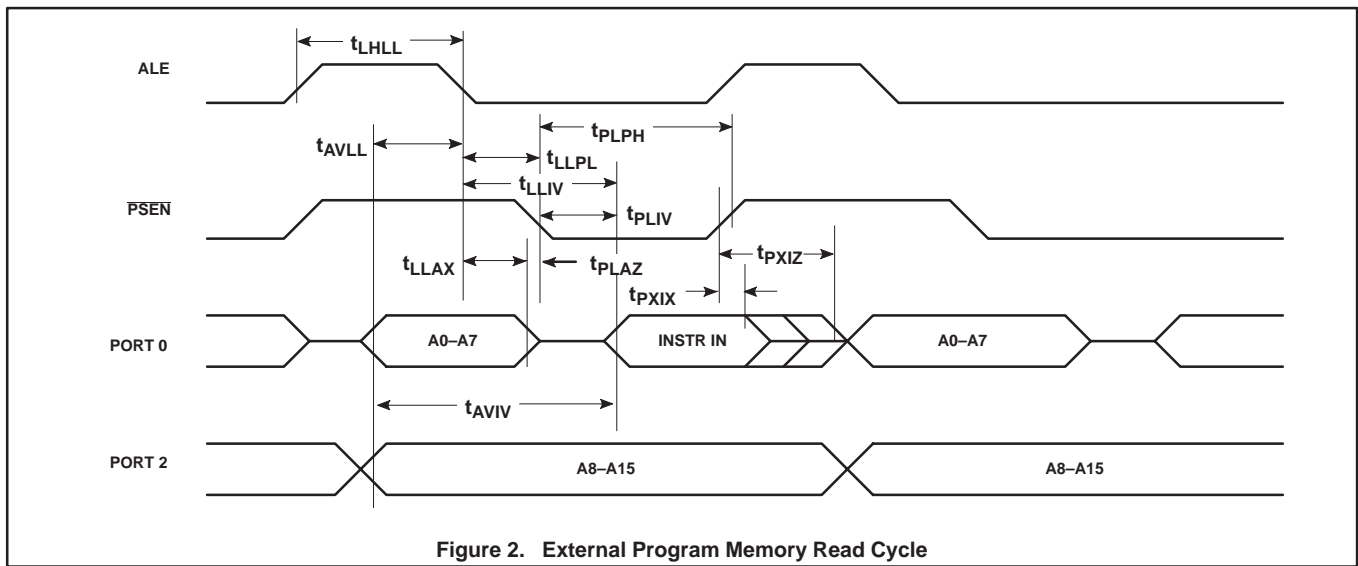 tLHLL
ALE
tPLPH
tAVLL
tLLPL
tLLIV
PSEN
tPLIV
tLLAX
tPLAZ
tPXIZ
tPXIX
PORT 0
A0–A7
INSTR IN
A0–A7
tAVIV
PORT 2
A8–A15
A8–A15
Figure 2. External Program Memory Read Cycle